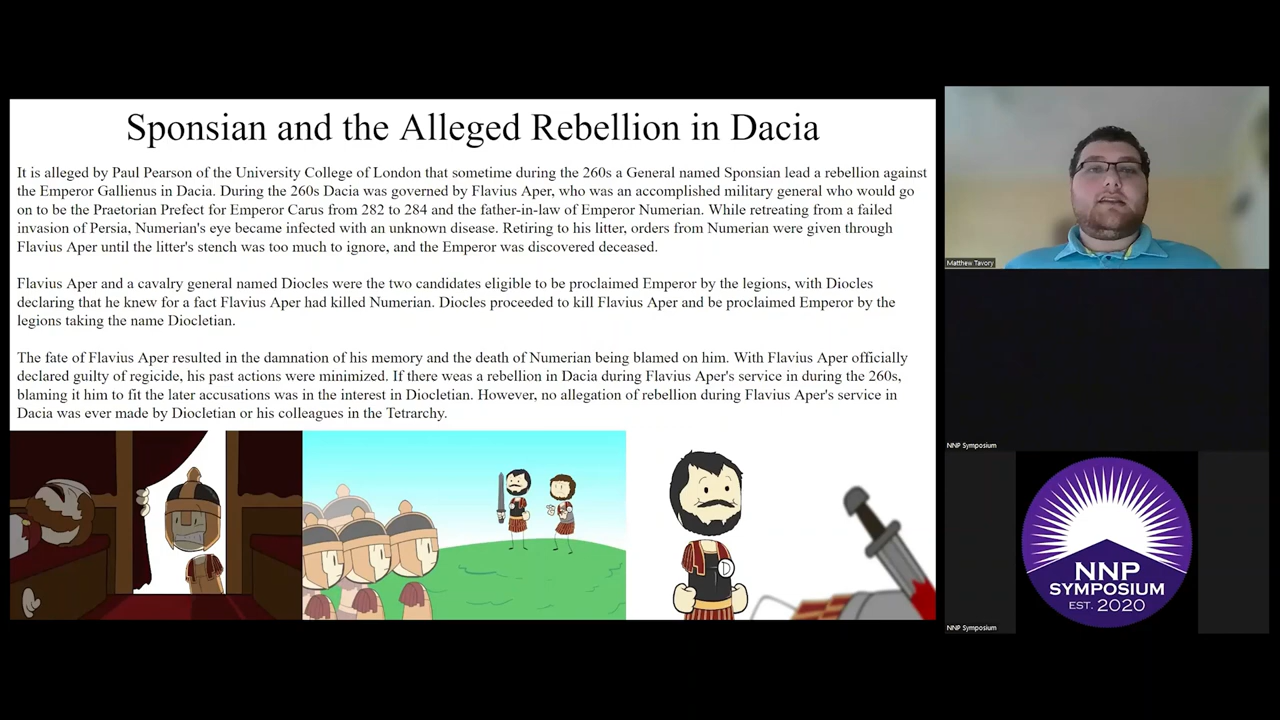 Sponsian and the Alleged Rebellion in Dacia
It is alleged by Paul Pearson of the University College of London that sometime during the 260s a General named Sponsian lead a rebellion against
the Emperor Gallienus in Dacia. During the 260s Dacia was governed by Flavius Aper, who was an accomplished military general who would go
on to be the Praetorian Prefect for Emperor Carus from 282 to 284 and the father-in-law of Emperor Numerian. While retreating from a failed
invasion of Persia, Numerian's eye became infected with an unknown disease. Retiring to his litter, orders from Numerian were given through
Flavius Aper until the litter's stench was too much to ignore, and the Emperor was discovered deceased.
Flavius Aper and a cavalry general named Diocles were the two candidates eligible to be proclaimed Emperor by the legions, with Diocles
declaring that he knew for a fact Flavius Aper had killed Numerian. Diocles proceeded to kill Flavius Aper and be proclaimed Emperor by the
legions taking the name Diocletian.
The fate of Flavius Aper resulted in the damnation of his memory and the death of Numerian being blamed on him. With Flavius Aper officially
declared guilty of regicide, his past actions were minimized. If there weas a rebellion in Dacia during Flavius Aper's service in during the 260s,
blaming it him to fit the later accusations was in the interest in Diocletian. However, no allegation of rebellion during Flavius Aper's service in
Dacia was ever made by Diocletian or his colleagues in the Tetrarchy.
Matthew Tavory
NNP Symposium
NNP
SYMPOSIUM
EST. 2020
NNP Symposium